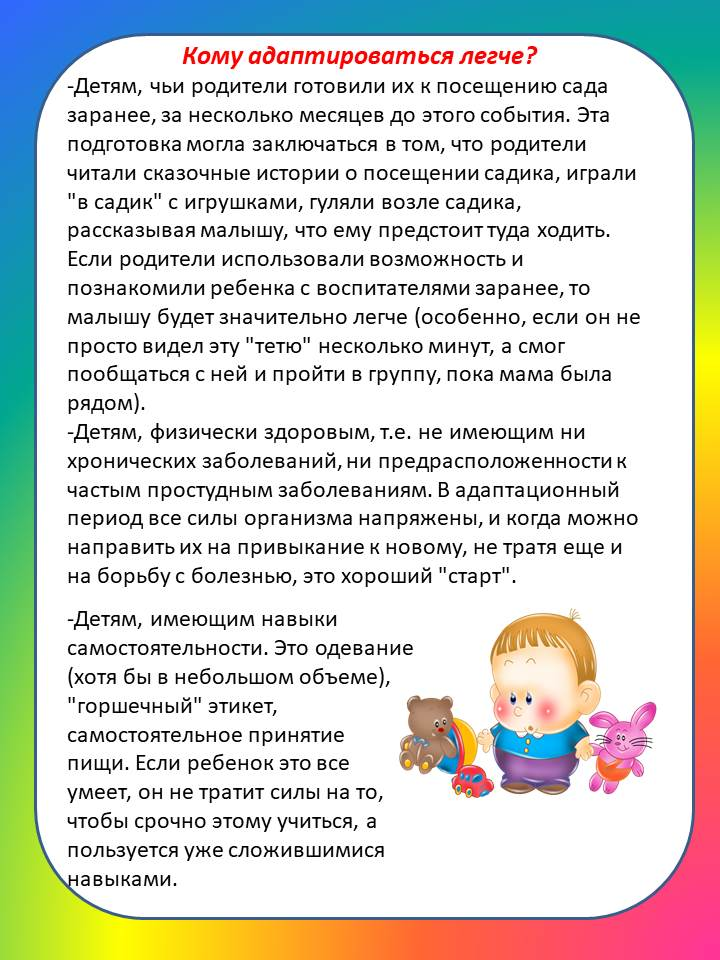 Кому адаптироваться легче?
-Детям, чьи родители готовили их к посещению сада
заранее, за несколько месяцев до этого события. Эта
подготовка могла заключаться в том, что родители
читали сказочные истории о посещении садика, играли
"в садик" с игрушками, гуляли возле садика,
рассказывая малышу, что ему предстоит туда ходить.
Если родители использовали возможность и
познакомили ребенка с воспитателями заранее, то
малышу будет значительно легче (особенно, если он не
просто видел эту "тетю" несколько минут, а смог
пообщаться с ней и пройти в группу, пока мама была
рядом).
-Детям, физически здоровым, т.е. не имеющим ни
хронических заболеваний, ни предрасположенности к
частым простудным заболеваниям. В адаптационный
период все силы организма напряжены, и когда можно
направить их на привыкание к новому, не тратя еще и
на борьбу с болезнью, это хороший "старт".
-Детям, имеющим навыки
самостоятельности. Это одевание
(хотя бы в небольшом объеме),
"горшечный" этикет,
самостоятельное принятие
пищи. Если ребенок это все
умеет, он не тратит силы на то,
чтобы срочно этому учиться, а
пользуется уже сложившимися
навыками.